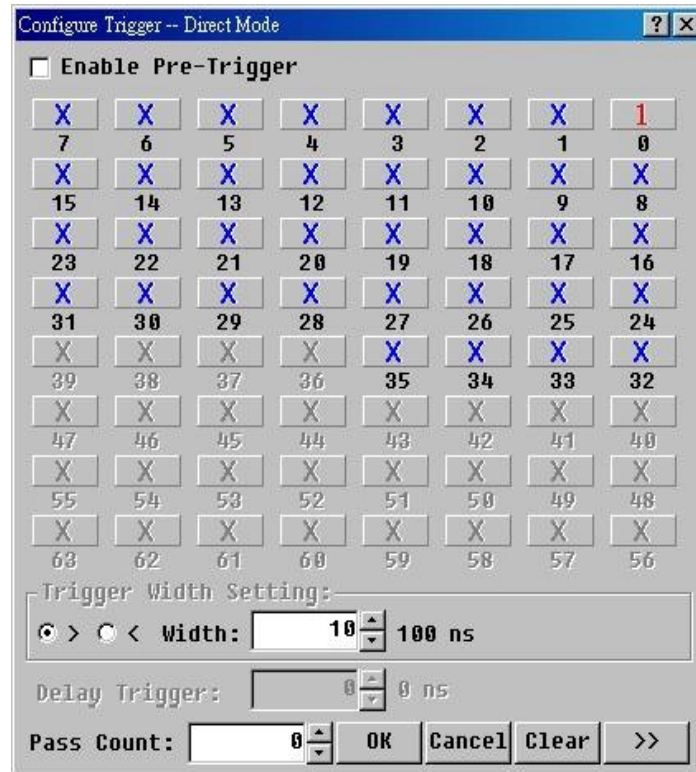 Configure Trigger -- Direct Mode ? X
Enable Pre-Trigger
X X X X X X X 1
7 6 5 4 3 2 1 0
X X X X X X X X
15 14 13 12 11 10 9 8
X X X X X X X X
23 22 21 20 19 18 17 16
X X X X X X X X
31 30 29 28 27 26 25 24
X X X X X X X X
39 38 37 36 35 34 33 32
X X X X X X X X
47 46 45 44 43 42 41 40
X X X X X X X X
55 54 53 52 51 50 49 48
X X X X X X X X
63 62 61 60 59 58 57 56
Trigger Width Setting:
> < Width: 10 100 ns
Delay Trigger: 0 0 ns
Pass Count: 0 OK Cancel Clear >>